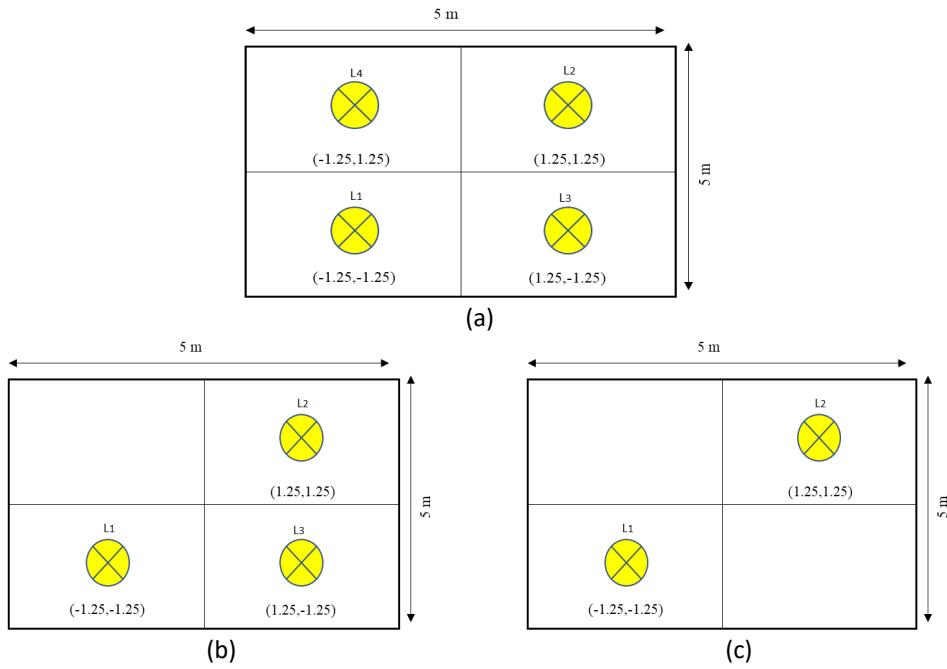 5 m
L4 L2
(-1.25,1.25) (1.25,1.25)
5 m
L1 L3
(-1.25,-1.25) (1.25,-1.25)
(a)
5 m
L2
(1.25,1.25)
5 m
L1 L3
(-1.25,-1.25) (1.25,-1.25)
(b)
5 m
L2
(1.25,1.25)
5 m
L1
(-1.25,-1.25)
(c)